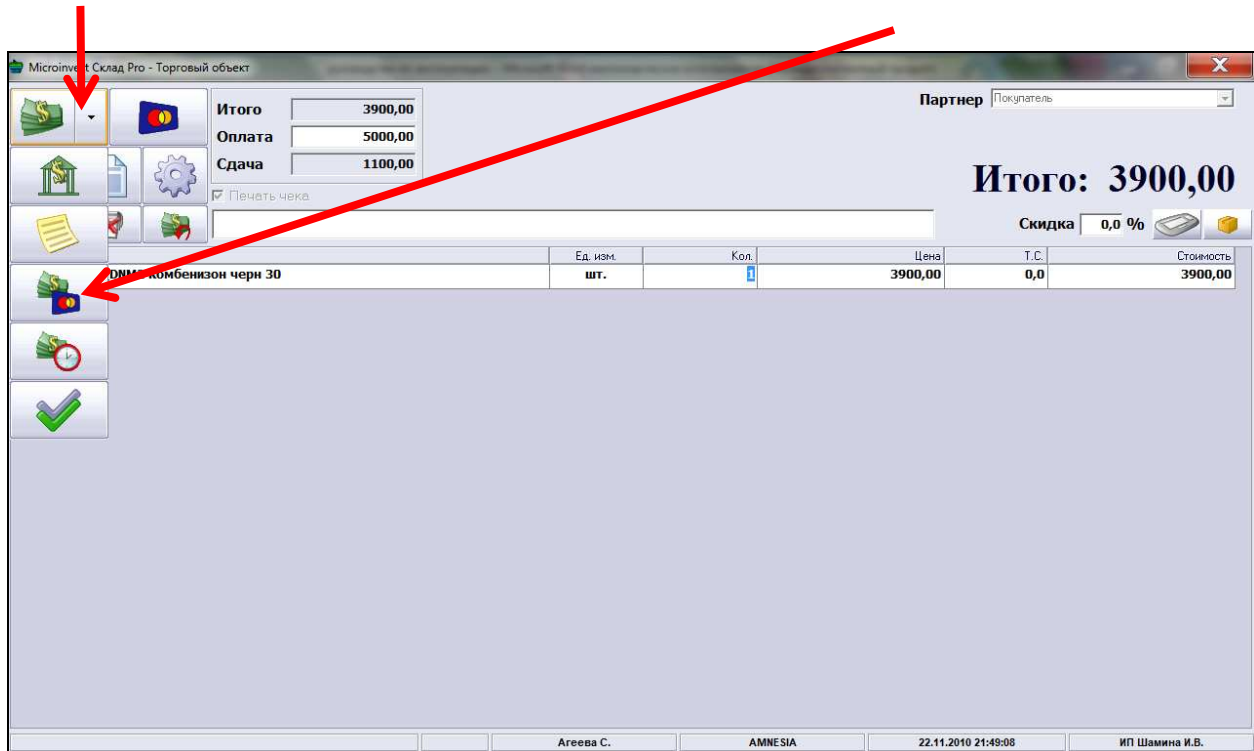 Microinvest Склад Pro - Торговый объект
Итого 3900,00
Оплата 5000,00
Сдача 1100,00
Печать чека
Партнер Покупатель
Итого: 3900,00
Скидка 0,0 %
Ед. изм. Кол. Цена Т.С. Стоимость
комбенизон черн 30 шт. 1 3900,00 0,0 3900,00
Агеева С. AMNESIA 22.11.2010 21:49:08 ИП Шамина И.В.